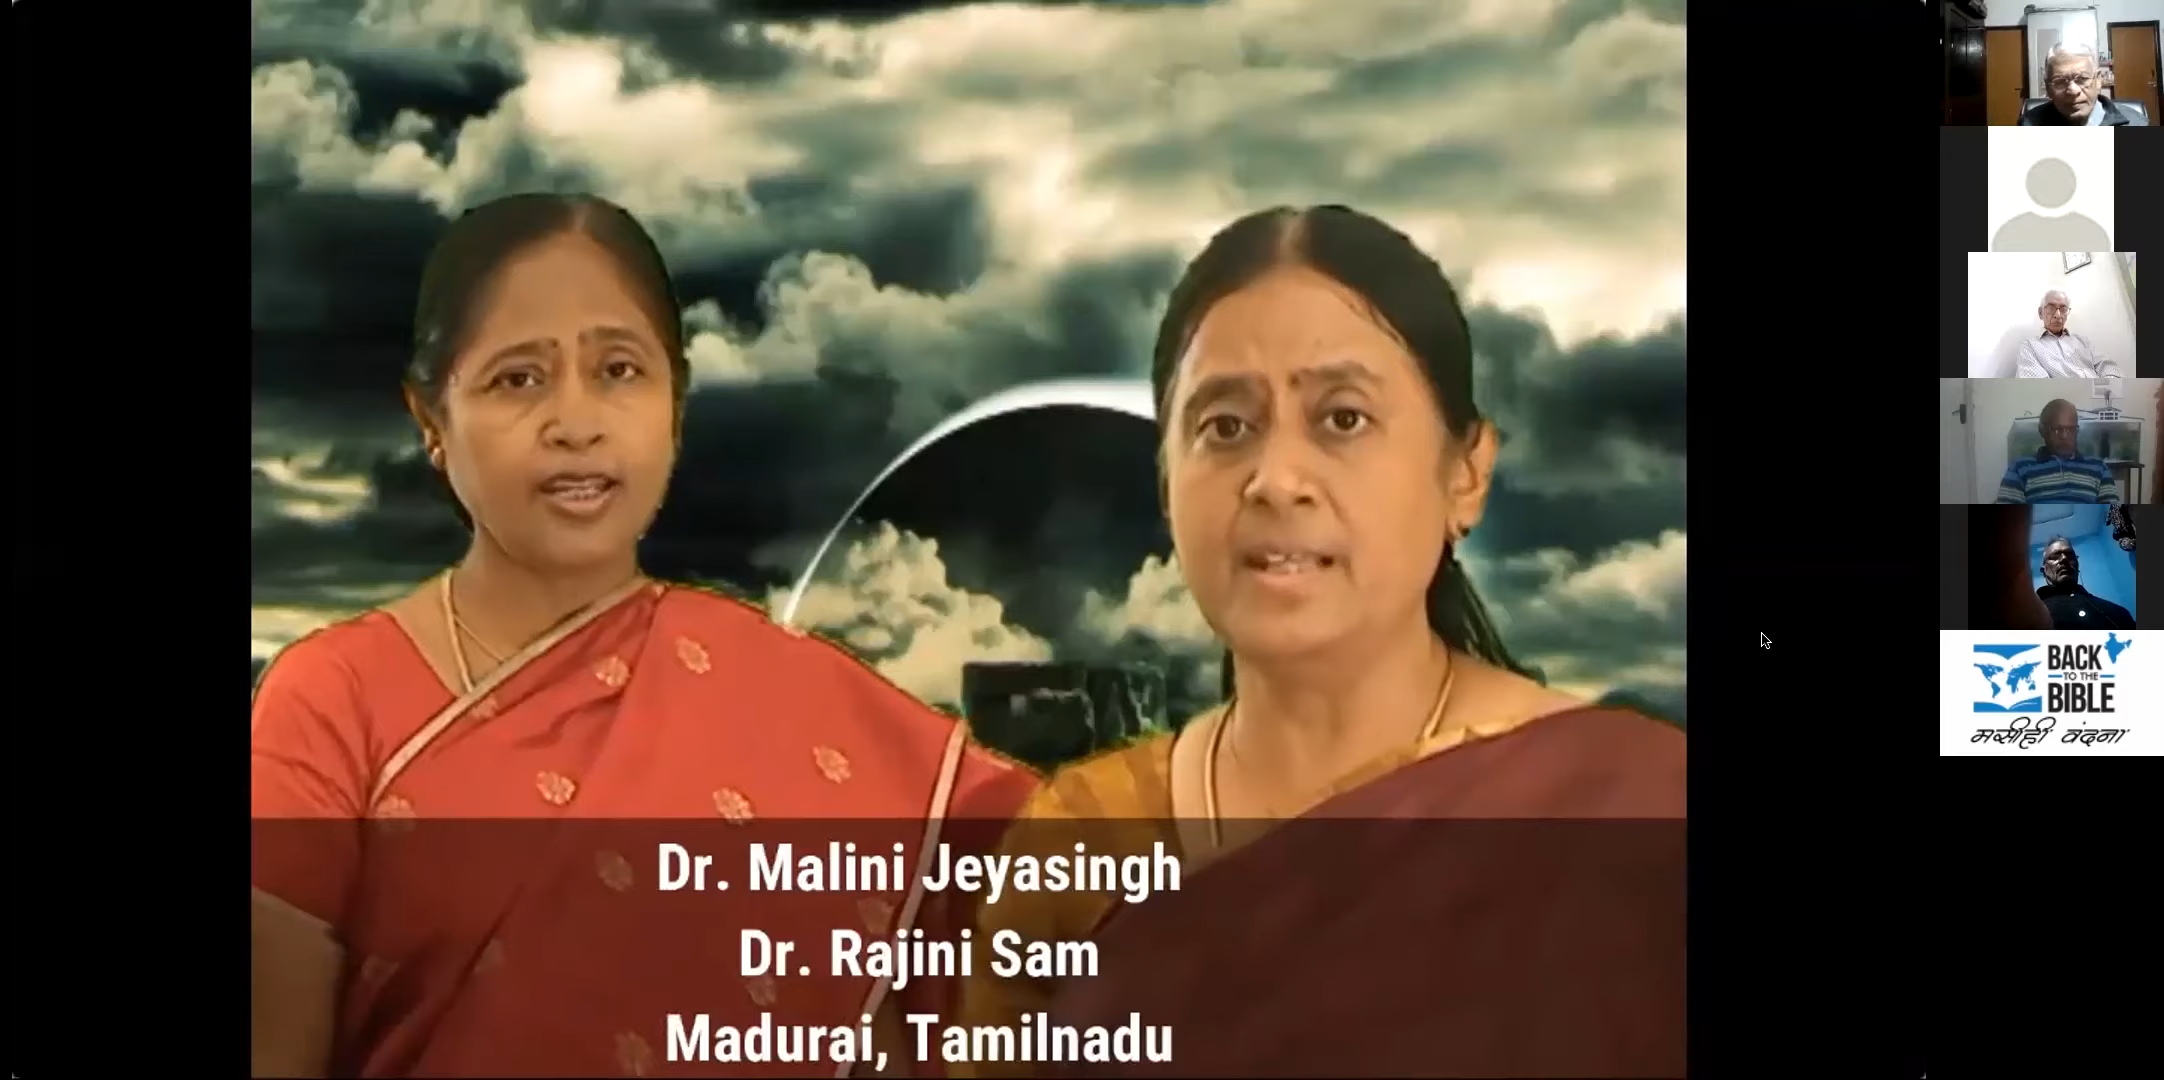 Dr. Malini Jeyasingh
Dr. Rajini Sam
Madurai, Tamilnadu
BACK
TO THE
BIBLE
मसीही वंदना